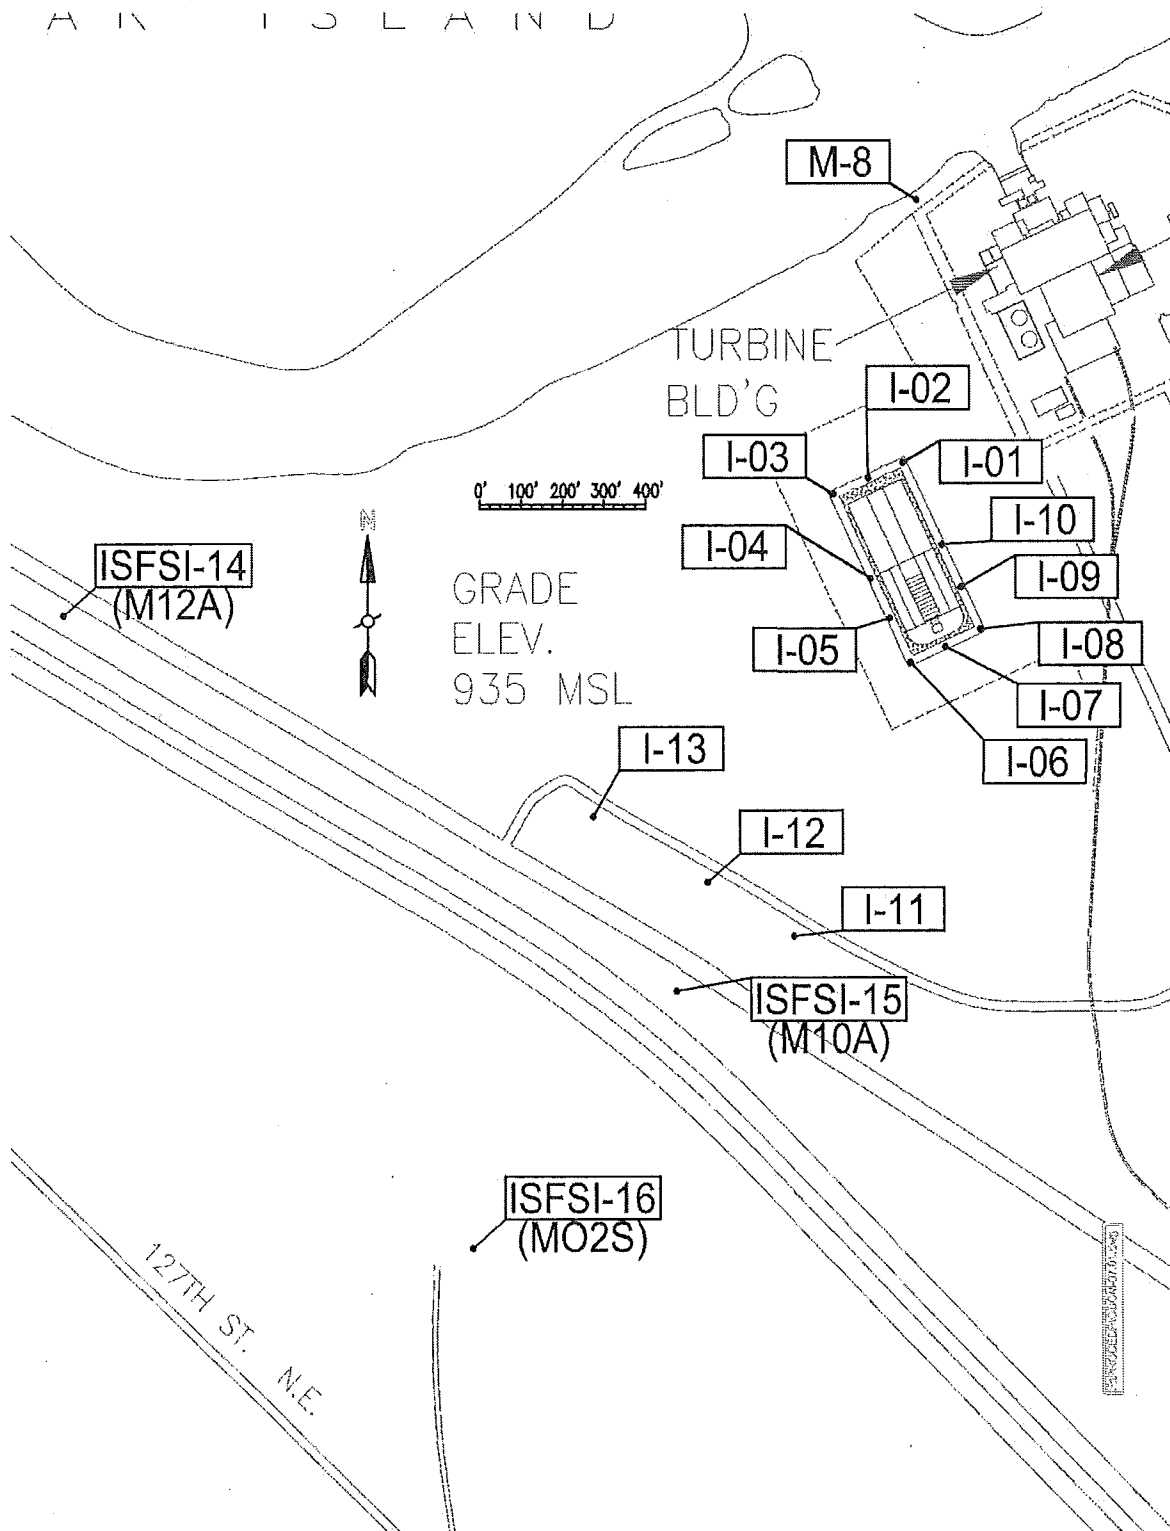 ISLAND
M-8
TURBINE
BLD'G
I-02
I-03
I-01
0' 100' 200' 300' 400'
I-10
N
I-04
ISFSI-14
(M12A)
I-09
GRADE
ELEV.
935 MSL
I-05
I-08
I-07
I-13
I-06
I-12
I-11
ISFSI-15
(M10A)
ISFSI-16
(MO2S)
127TH ST. N.E.